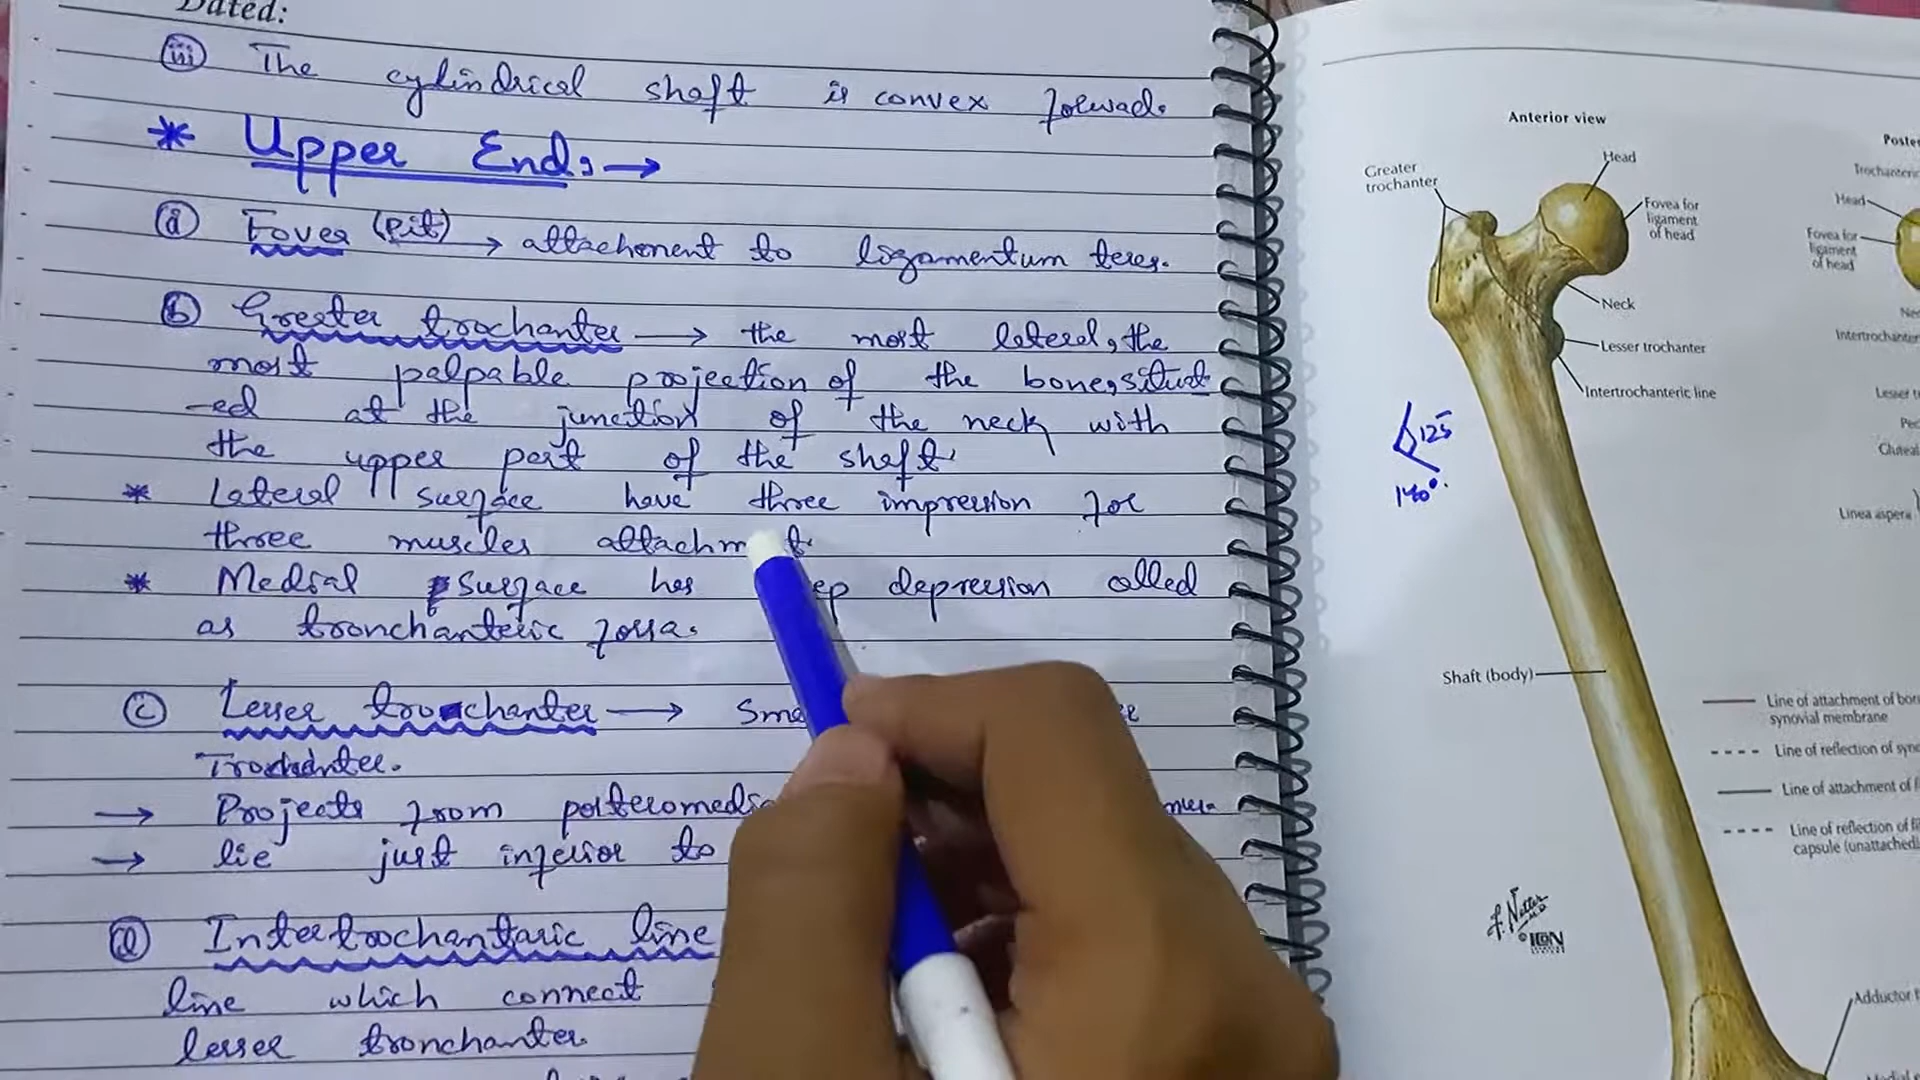 Dated:
iii The cylindrical shaft is convex forward.
* Upper End:→
a Fovea (Pit) → attachment to ligamentum teres.
b Greater trochanter → the most lateral, the
most palpable projection of the bone, situat
-ed at the junction of the neck with
the upper part of the shaft.
* Lateral surface have three impression for
three muscles
* Medial surface has depression called
as tronchanteric fossa.
c Lesser trochanter →
Trochanter.
→ Projects from
→ lie just inferior to
d Intertrochantaric line
line which connect
lesser tronchanter.
Anterior view
Head
Greater
trochanter
Fovea for
ligament
of head
Neck
Lesser trochanter
Intertrochanteric line
125
140°
Shaft (body)
F. Netter
M.D.
© ICON
Head
Fovea for
ligament
of head
Linea aspera
Line of attachment of
synovial membrane
Line of reflection of
Line of attachment of
Line of reflection of
capsule (unattached)
Adductor